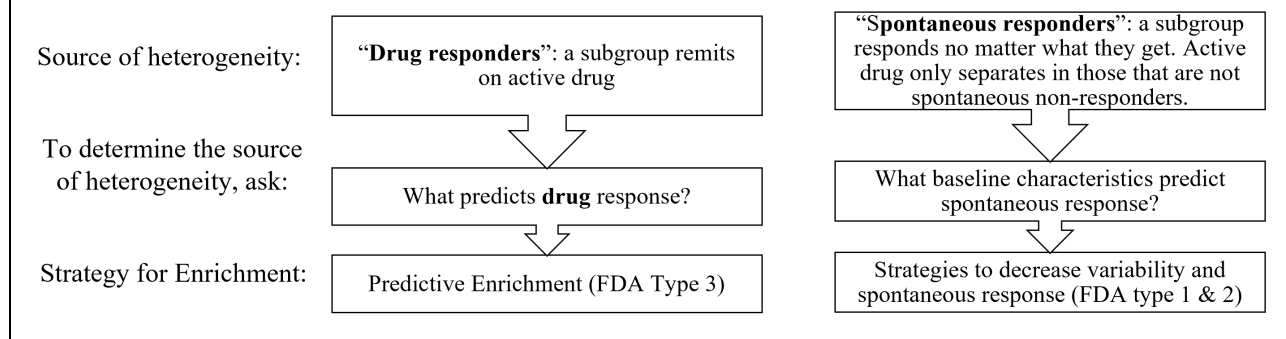 Source of heterogeneity:
“Drug responders”: a subgroup remits
on active drug
“Spontaneous responders”: a subgroup
responds no matter what they get. Active
drug only separates in those that are not
spontaneous non-responders.
To determine the source
of heterogeneity, ask:
What predicts drug response?
What baseline characteristics predict
spontaneous response?
Strategy for Enrichment:
Predictive Enrichment (FDA Type 3)
Strategies to decrease variability and
spontaneous response (FDA type 1 & 2)